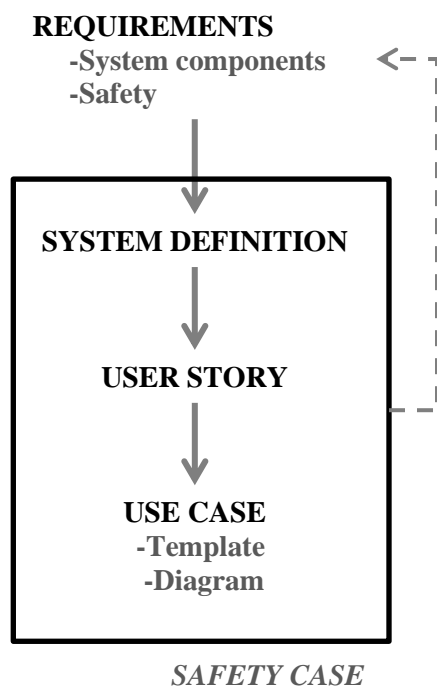 REQUIREMENTS
-System components
-Safety
SYSTEM DEFINITION
USER STORY
USE CASE
-Template
-Diagram
SAFETY CASE